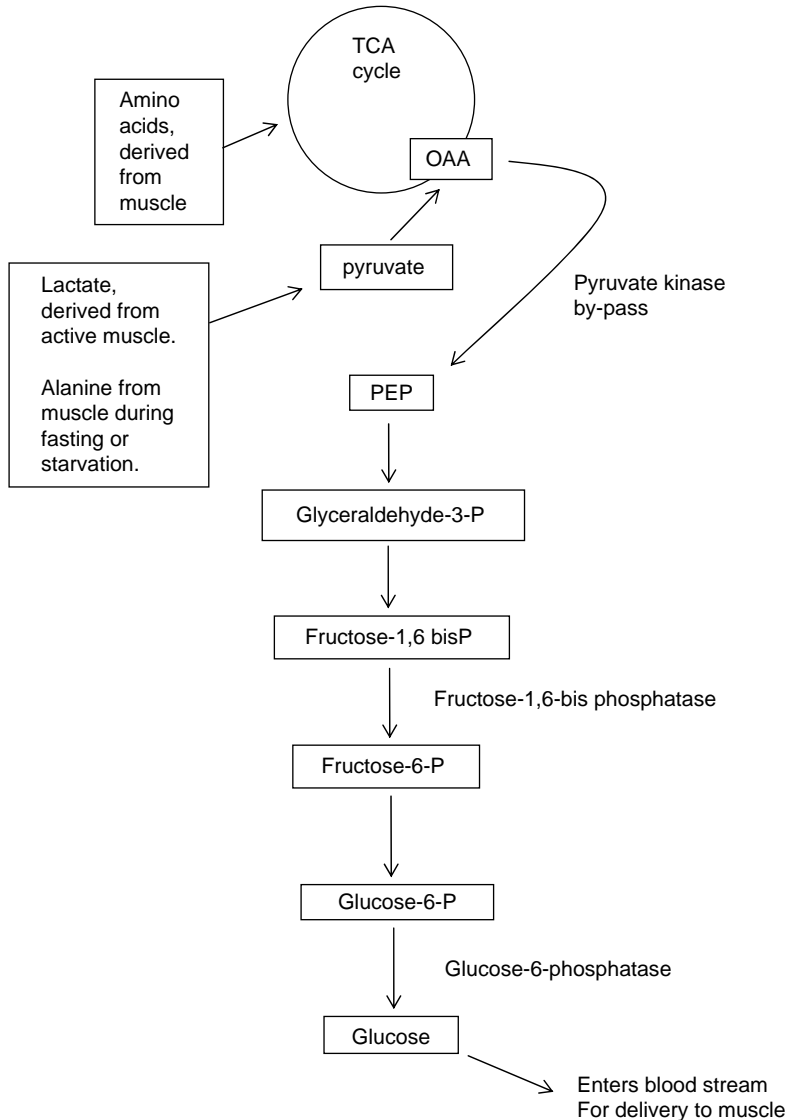 TCA
cycle
Amino
acids,
derived
from
muscle
OAA
pyruvate
Lactate,
derived from
active muscle.
Alanine from
muscle during
fasting or
starvation.
Pyruvate kinase
by-pass
PEP
Glyceraldehyde-3-P
Fructose-1,6 bisP
Fructose-1,6-bis phosphatase
Fructose-6-P
Glucose-6-P
Glucose-6-phosphatase
Glucose
Enters blood stream
For delivery to muscle